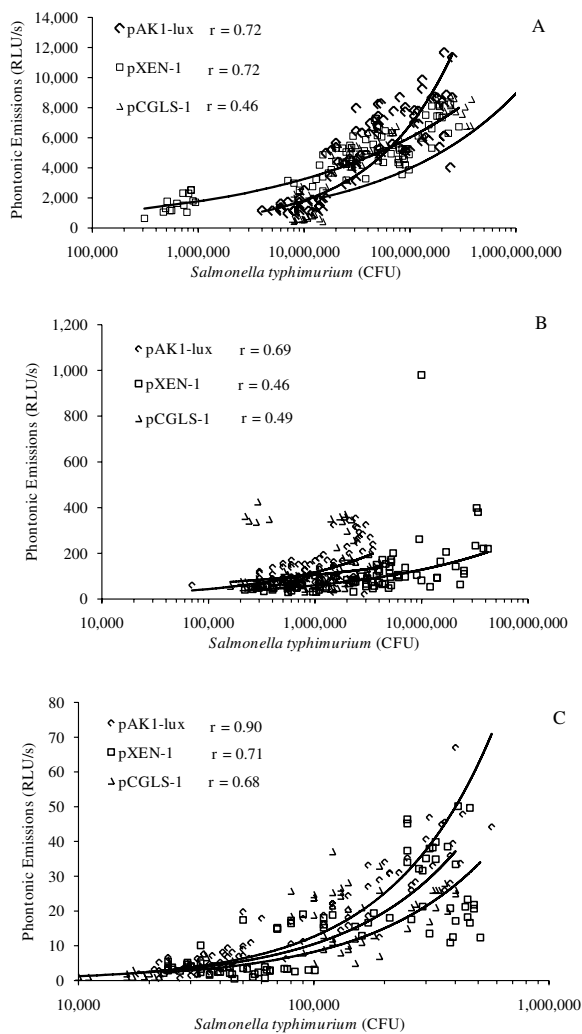 A
14,000
12,000
10,000
8,000
6,000
4,000
2,000
0
Phontonic Emissions (RLU/s)
pAK1-lux r = 0.72
pXEN-1 r = 0.72
pCGLS-1 r = 0.46
100,000 1,000,000 10,000,000 100,000,000 1,000,000,000
Salmonella typhimurium (CFU)
B
1,200
1,000
800
600
400
200
0
Phontonic Emissions (RLU/s)
pAK1-lux r = 0.69
pXEN-1 r = 0.46
pCGLS-1 r = 0.49
10,000 100,000 1,000,000 10,000,000 100,000,000
Salmonella typhimurium (CFU)
C
80
70
60
50
40
30
20
10
0
Phontonic Emissions (RLU/s)
pAK1-lux r = 0.90
pXEN-1 r = 0.71
pCGLS-1 r = 0.68
10,000 100,000 1,000,000
Salmonella typhimurium (CFU)